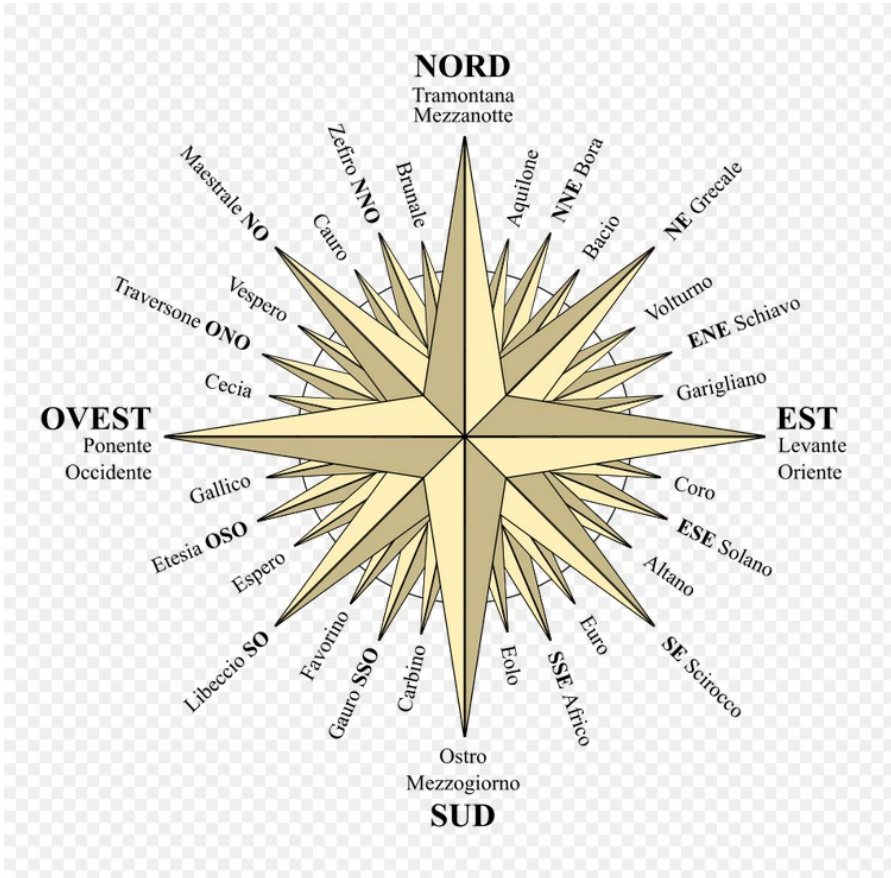 NORD
Tramontana
Mezzanotte
Aquilone
NNE Bora
Bacio
NE Grecale
Volturno
ENE Schiavo
Garigliano
EST
Levante
Oriente
Coro
ESE Solano
Altano
SE Scirocco
Euro
SSE Africo
Eolo
Ostro
Mezzogiorno
SUD
Carbino
Gauro SSO
Favorino
Libeccio SO
Espero
Etesia OSO
Gallico
OVEST
Ponente
Occidente
Cecia
Traversone ONO
Vespero
Maestrale NO
Cauro
Zefiro NNO
Brunale